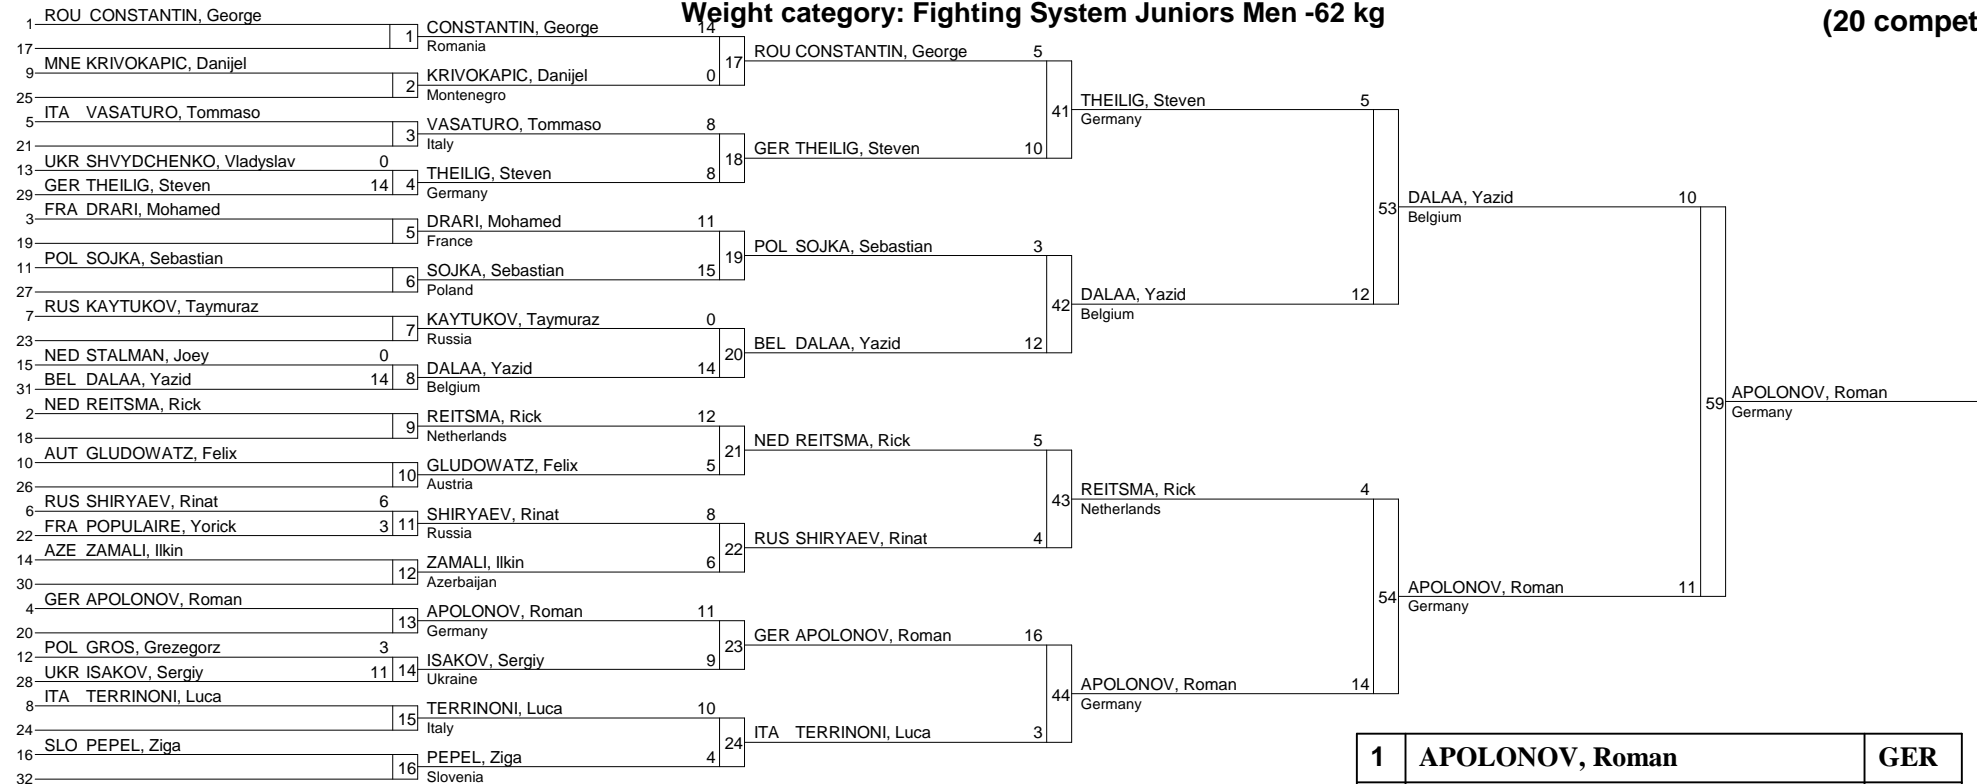 Weight category: Fighting System Juniors Men -62 kg
(20 compet
1 ROU CONSTANTIN, George
17
1
9 MNE KRIVOKAPIC, Danijel
25
2
5 ITA VASATURO, Tommaso
21
3
13 UKR SHVYDCHENKO, Vladyslav 0
29 GER THEILIG, Steven 14
4
3 FRA DRARI, Mohamed
19
5
11 POL SOJKA, Sebastian
27
6
7 RUS KAYTUKOV, Taymuraz
23
7
15 NED STALMAN, Joey 0
31 BEL DALAA, Yazid 14
8
2 NED REITSMA, Rick
18
9
10 AUT GLUDOWATZ, Felix
26
10
6 RUS SHIRYAEV, Rinat 6
22 FRA POPULAIRE, Yorick 3
11
14 AZE ZAMALI, Ilkin
30
12
4 GER APOLONOV, Roman
20
13
12 POL GROS, Grezegorz 3
28 UKR ISAKOV, Sergiy 11
14
8 ITA TERRINONI, Luca
24
15
16 SLO PEPEL, Ziga
32
16
CONSTANTIN, George 14
Romania
17
KRIVOKAPIC, Danijel 0
Montenegro
VASATURO, Tommaso 8
Italy
18
THEILIG, Steven 8
Germany
DRARI, Mohamed 11
France
19
SOJKA, Sebastian 15
Poland
KAYTUKOV, Taymuraz 0
Russia
20
DALAA, Yazid 14
Belgium
REITSMA, Rick 12
Netherlands
21
GLUDOWATZ, Felix 5
Austria
SHIRYAEV, Rinat 8
Russia
22
ZAMALI, Ilkin 6
Azerbaijan
APOLONOV, Roman 11
Germany
23
ISAKOV, Sergiy 9
Ukraine
TERRINONI, Luca 10
Italy
24
PEPEL, Ziga 4
Slovenia
ROU CONSTANTIN, George 5
41
GER THEILIG, Steven 10
POL SOJKA, Sebastian 3
42
BEL DALAA, Yazid 12
NED REITSMA, Rick 5
43
RUS SHIRYAEV, Rinat 4
GER APOLONOV, Roman 16
44
ITA TERRINONI, Luca 3
THEILIG, Steven 5
Germany
53
DALAA, Yazid 12
Belgium
REITSMA, Rick 4
Netherlands
54
APOLONOV, Roman 14
Germany
DALAA, Yazid 10
Belgium
59
APOLONOV, Roman 11
Germany
APOLONOV, Roman
Germany
1 APOLONOV, Roman GER